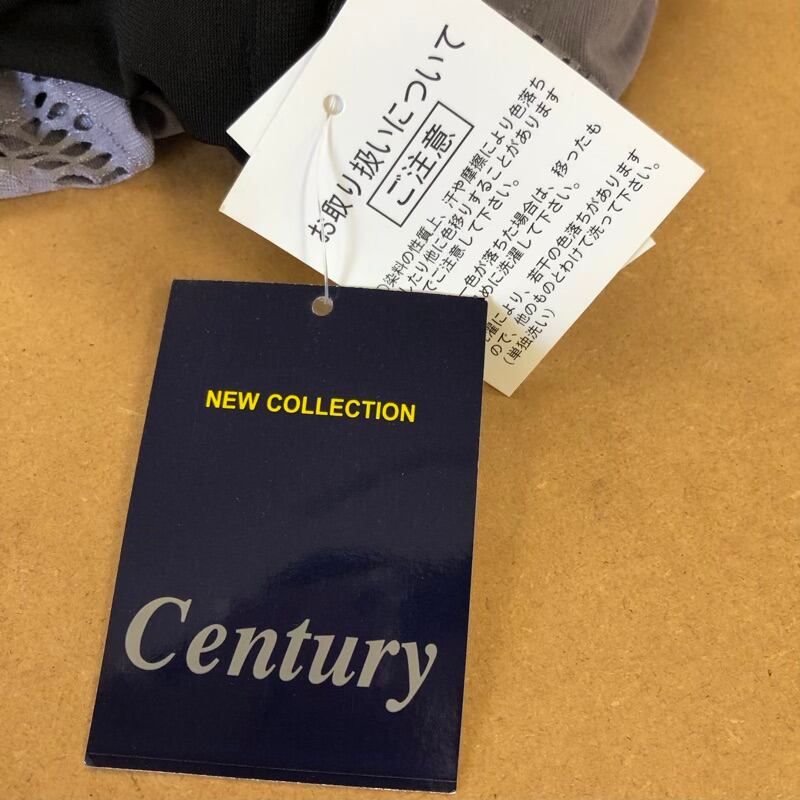 お取り扱いについて
ご注意
の染料の性質上、汗や摩擦により色落ち
したり他に色移りすることがあります
でご注意して下さい。
一色が落ちた場合は、移ったも
めに洗濯して下さい。
濯により、若干の色落ちがあります
ので、他のものとわけて洗って下さい。
(単独洗い)
NEW COLLECTION
Century